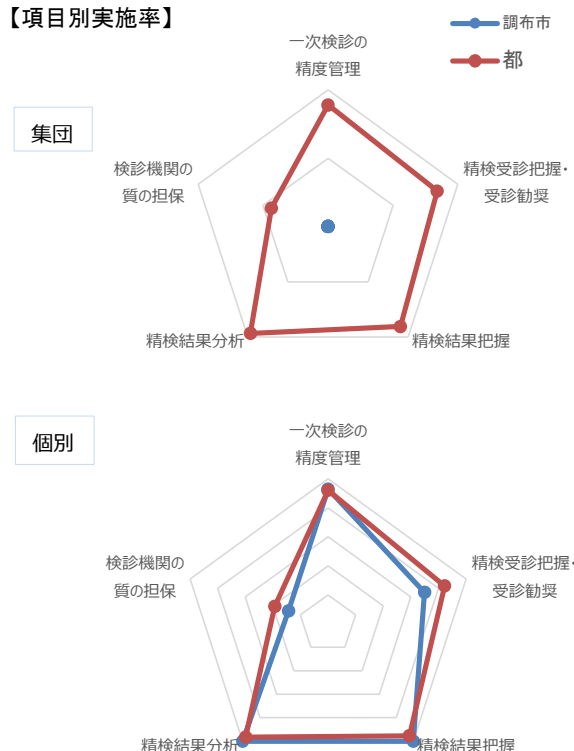 【項目別実施率】
調布市
都
集団
一次検診の
精度管理
精検受診把握・
受診勧奨
検診機関の
質の担保
精検結果分析
精検結果把握
個別
一次検診の
精度管理
精検受診把握・
受診勧奨
検診機関の
質の担保
精検結果分析
精検結果把握